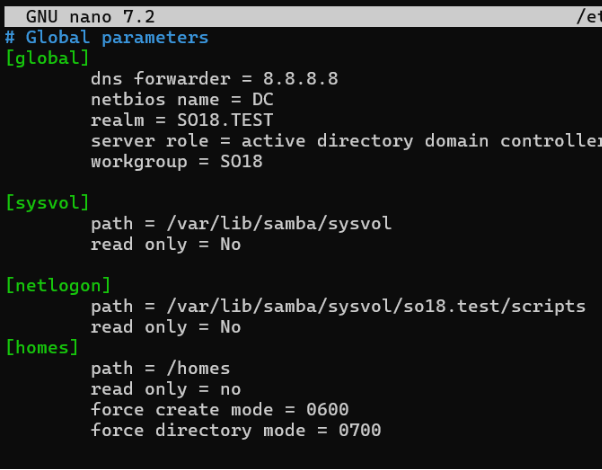 GNU nano 7.2 /et
# Global parameters
[global]
dns forwarder = 8.8.8.8
netbios name = DC
realm = SO18.TEST
server role = active directory domain controller
workgroup = SO18
[sysvol]
path = /var/lib/samba/sysvol
read only = No
[netlogon]
path = /var/lib/samba/sysvol/so18.test/scripts
read only = No
[homes]
path = /homes
read only = no
force create mode = 0600
force directory mode = 0700